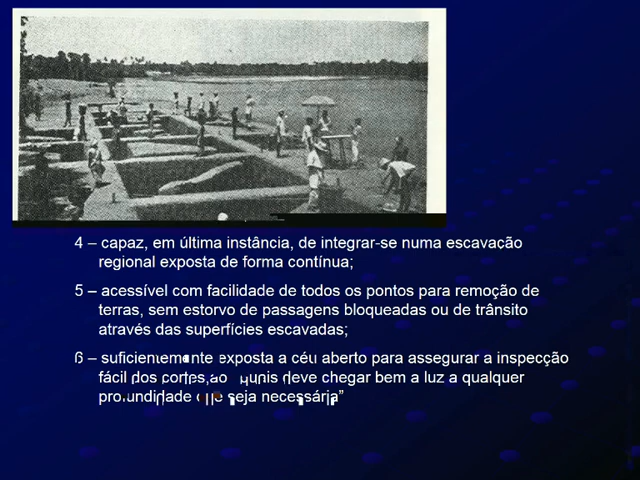 4 – capaz, em última instância, de integrar-se numa escavação
regional exposta de forma contínua;
5 – acessível com facilidade de todos os pontos para remoção de
terras, sem estorvo de passagens bloqueadas ou de trânsito
através das superfícies escavadas;
6 – suficientemente exposta a céu aberto para assegurar a inspecção
fácil dos cortes, deve chegar bem a luz a qualquer
profundidade que seja necessária”